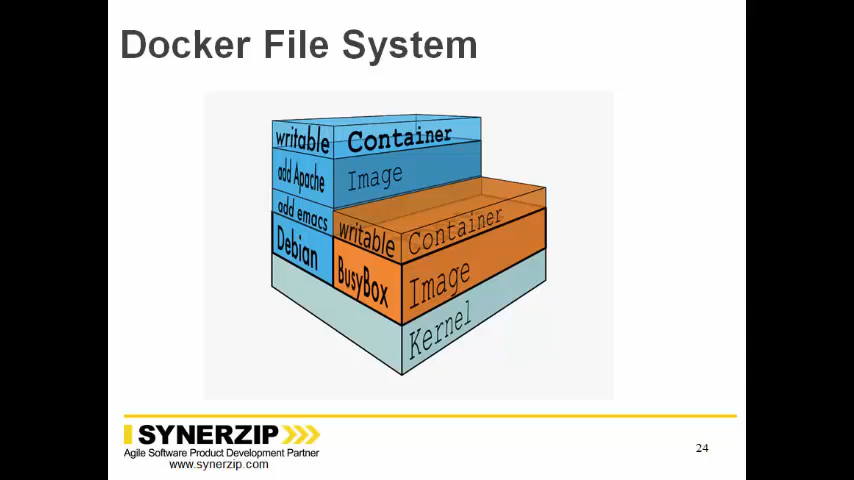 Docker File System
writable Container
add Apache Image
add emacs
writable Container
Debian
BusyBox Image
Kernel
SYNERZIP
Agile Software Product Development Partner
www.synerzip.com
24